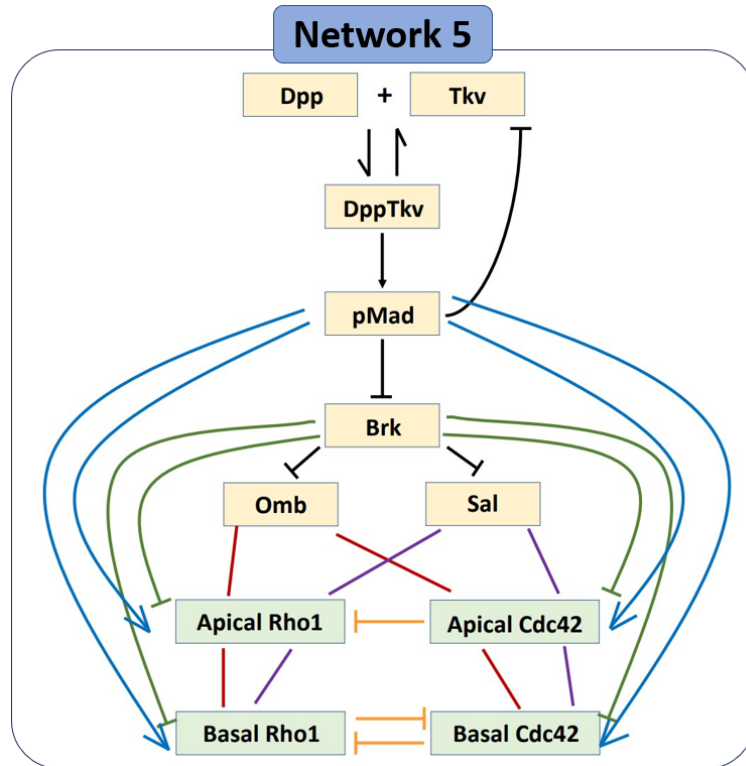 Network 5
Dpp + Tkv
DppTkv
pMad
Brk
Omb Sal
Apical Rho1 Apical Cdc42
Basal Rho1 Basal Cdc42